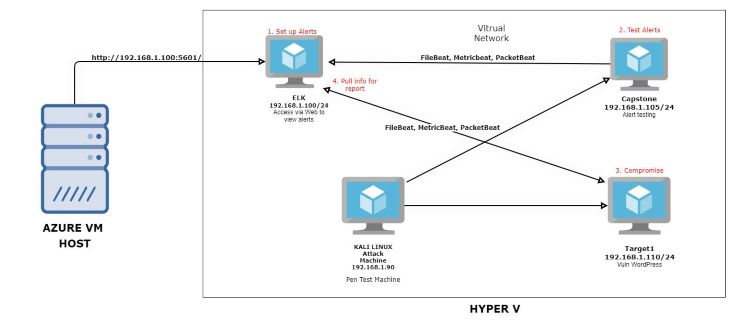 1. Set up Alerts
Vitrual
Network
2. Test Alerts
http://192.168.1.100:5601/
FileBeat, Metricbeat, PacketBeat
4. Pull info for
report
ELK
192.168.1.100/24
Access via Web to
view alerts
Capstone
192.168.1.105/24
Alert testing
FileBeat, MetricBeat, PacketBeat
3. Compromise
AZURE VM
HOST
KALI LINUX
Attack
Machine
192.168.1.90
Pen Test Machine
Target1
192.168.1.110/24
Vuln WordPress
HYPER V